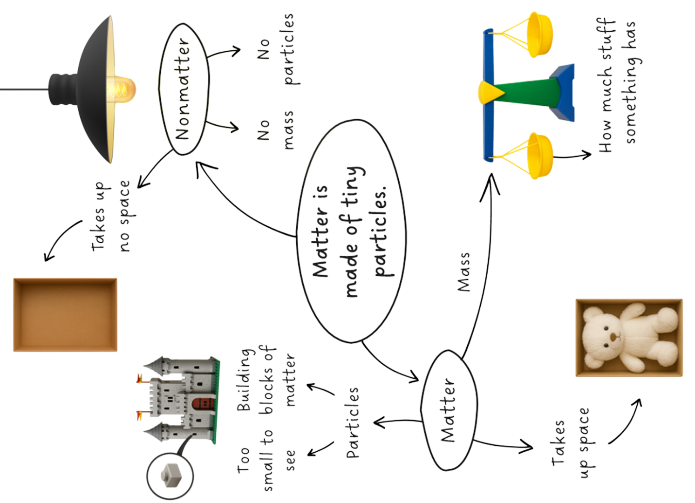 Matter is
made of tiny
particles.
Nonmatter
No
particles
No
mass
Takes up
no space
Matter
Mass
How much stuff
something has
Particles
Building
blocks of
matter
Too
small to
see
Takes
up space